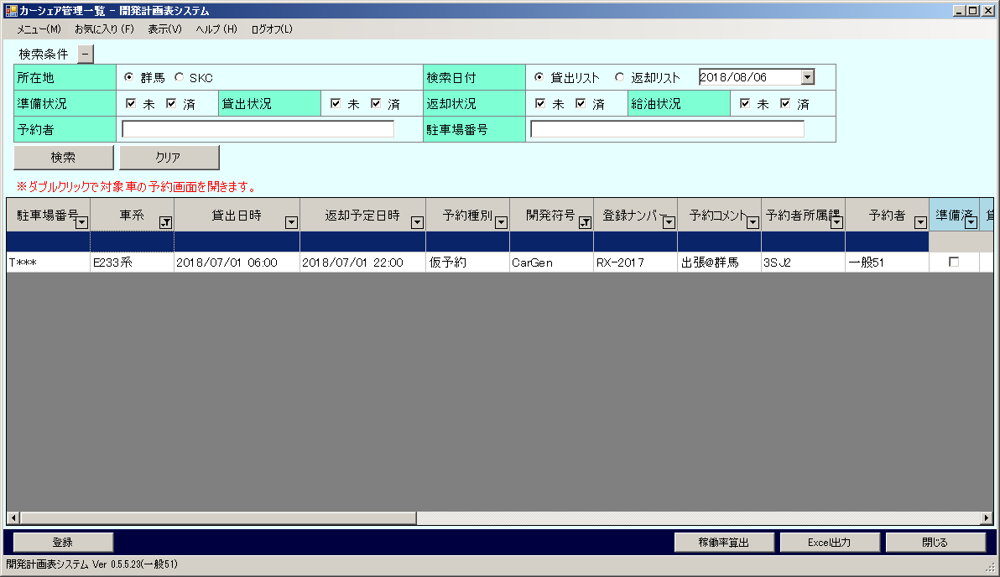 カーシェア管理一覧 - 開発計画表システム
メニュー(M) お気に入り(F) 表示(V) ヘルプ(H) ログオフ(L)
検索条件 -
所在地 群馬 SKC 検索日付 貸出リスト 返却リスト 2018/08/06
準備状況 未 済 貸出状況 未 済 返却状況 未 済 給油状況 未 済
予約者 駐車場番号
検索 クリア
※ダブルクリックで対象車の予約画面を開きます。
駐車場番号 車系 貸出日時 返却予定日時 予約種別 開発符号 登録ナンバー 予約コメント 予約者所属課 予約者 準備済
T*** E233系 2018/07/01 06:00 2018/07/01 22:00 仮予約 CarGen RX-2017 出張@群馬 3SJ2 一般51
登録 稼働率算出 Excel出力 閉じる
開発計画表システム Ver 0.5.5.23(一般51)